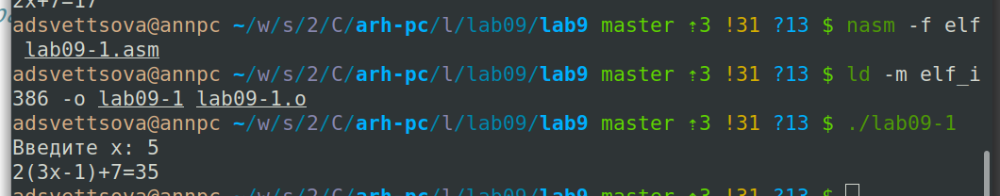 2x+7=17
adsvettsova@annpc ~/w/s/2/C/arh-pc/l/lab09/lab9 master ⇡3 !31 ?13 $ nasm -f elf
lab09-1.asm
adsvettsova@annpc ~/w/s/2/C/arh-pc/l/lab09/lab9 master ⇡3 !31 ?13 $ ld -m elf_i
386 -o lab09-1 lab09-1.o
adsvettsova@annpc ~/w/s/2/C/arh-pc/l/lab09/lab9 master ⇡3 !31 ?13 $ ./lab09-1
Введите x: 5
2(3x-1)+7=35
adsvettsova@annpc ~/w/s/2/C/arh-pc/l/lab09/lab9 master ⇡3 !31 ?13 $